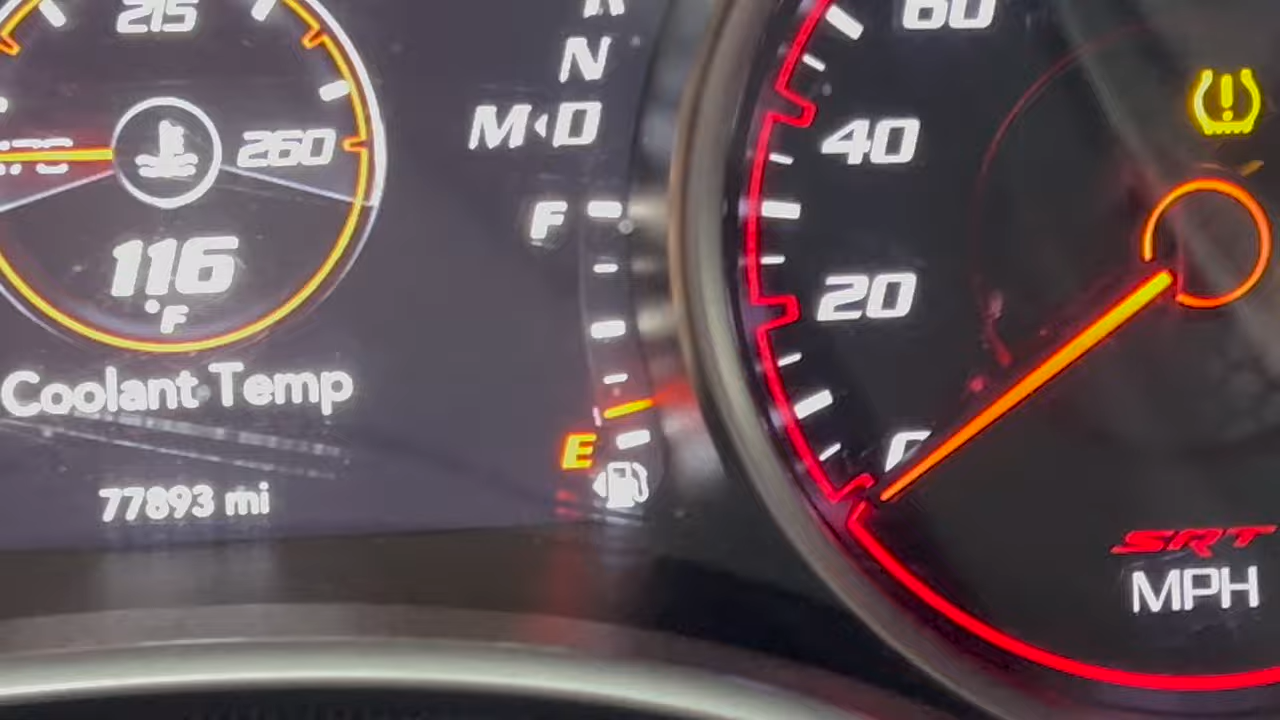 215
260
116
°F
Coolant Temp
77893 mi
N
M D
F
E
60
40
20
SRT
MPH